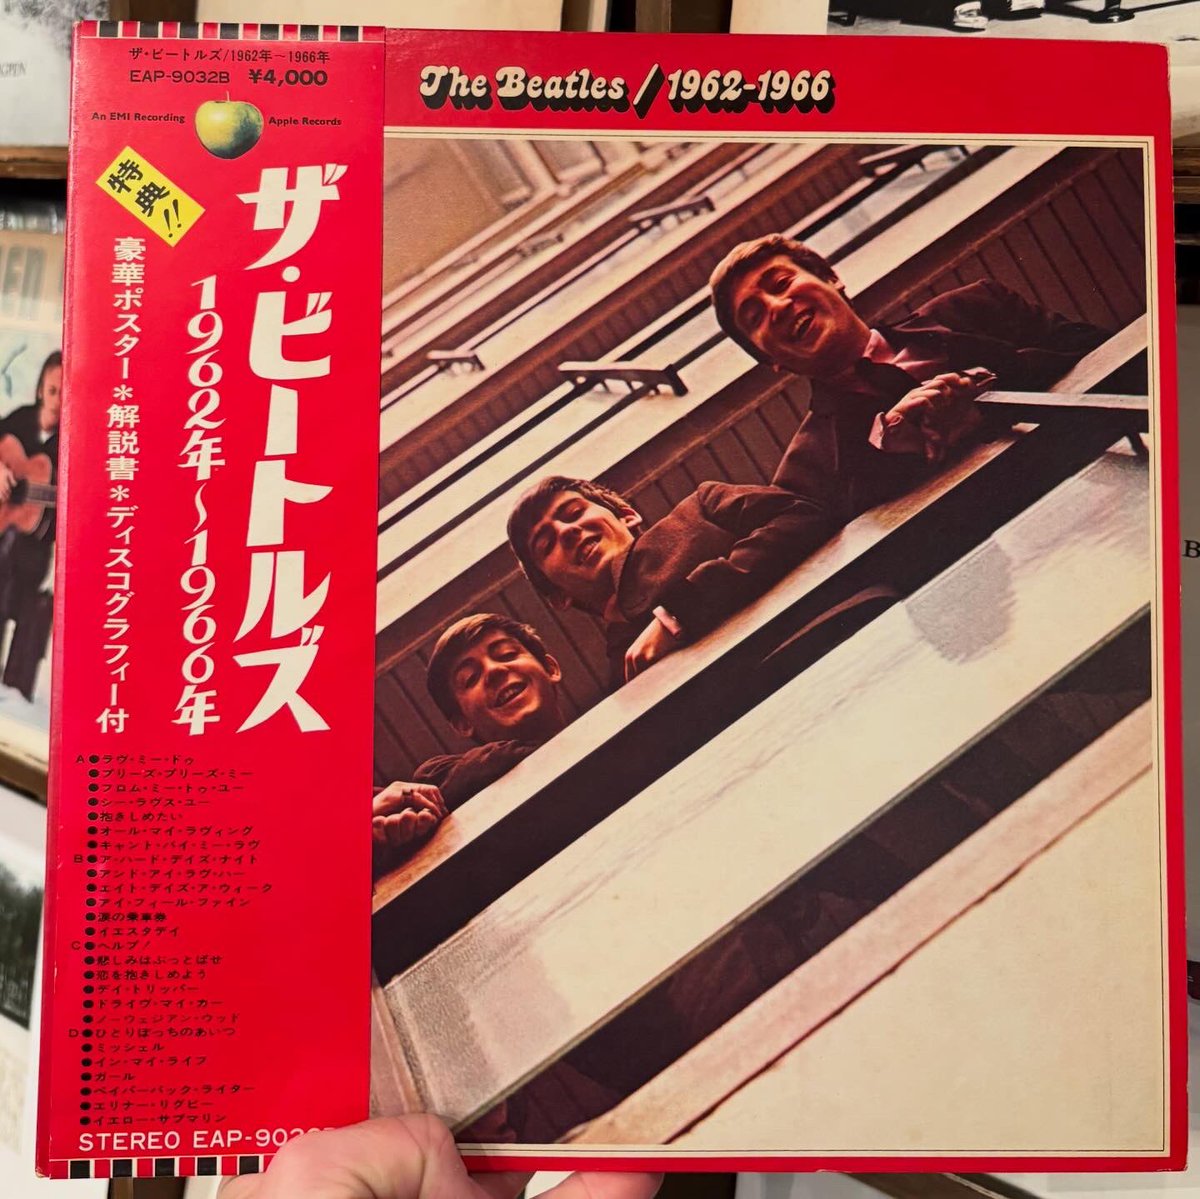 ザ・ビートルズ/1962年〜1966年
EAP-9032B ¥4,000
An EMI Recording
Apple Records
特典!!
ザ・ビートルズ
1962年〜1966年
豪華ポスター＊解説書＊ディスコグラフィー付
A●ラヴ・ミー・ドゥ
●プリーズ・プリーズ・ミー
●フロム・ミー・トゥ・ユー
●シー・ラヴズ・ユー
●抱きしめたい
●オール・マイ・ラヴィング
●キャント・バイ・ミー・ラヴ
B●ア・ハード・デイズ・ナイト
●アンド・アイ・ラヴ・ハー
●エイト・デイズ・ア・ウィーク
●アイ・フィール・ファイン
●涙の乗車券
●イエスタデイ
C●ヘルプ!
●悲しみはぶっとばせ
●恋を抱きしめよう
●デイ・トリッパー
●ドライヴ・マイ・カー
●ノーウェジアン・ウッド
D●ひとりぼっちのあいつ
●ミッシェル
●イン・マイ・ライフ
●ガール
●ペイパーバック・ライター
●エリナー・リグビー
●イエロー・サブマリン
STEREO EAP-903
The Beatles / 1962-1966